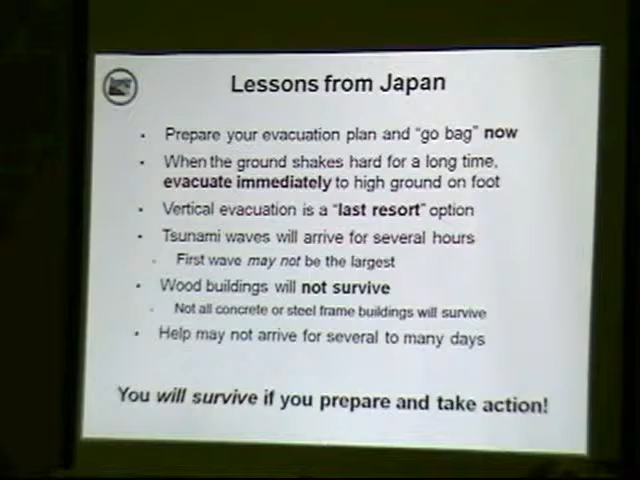 Lessons from Japan
• Prepare your evacuation plan and “go bag” now
• When the ground shakes hard for a long time,
evacuate immediately to high ground on foot
• Vertical evacuation is a “last resort” option
• Tsunami waves will arrive for several hours
• First wave may not be the largest
• Wood buildings will not survive
• Not all concrete or steel frame buildings will survive
• Help may not arrive for several to many days
You will survive if you prepare and take action!